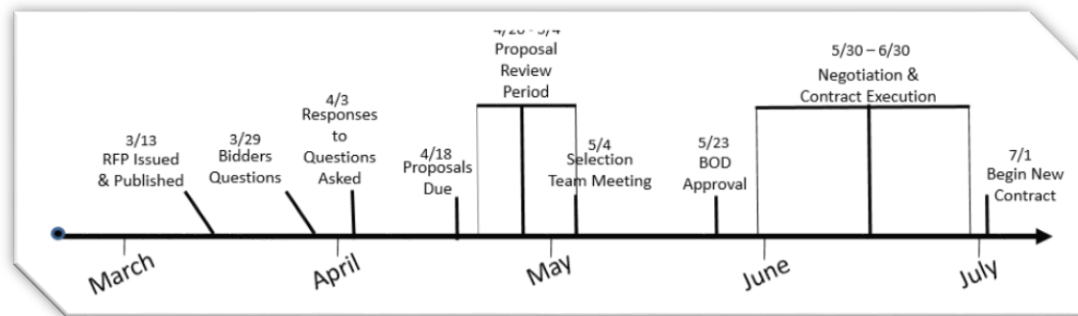 3/13
RFP Issued
& Published
3/29
Bidders
Questions
4/3
Responses
to
Questions
Asked
4/18
Proposals
Due
Proposal
Review
Period
5/4
Selection
Team Meeting
5/23
BOD
Approval
5/30 – 6/30
Negotiation &
Contract Execution
7/1
Begin New
Contract
March
April
May
June
July